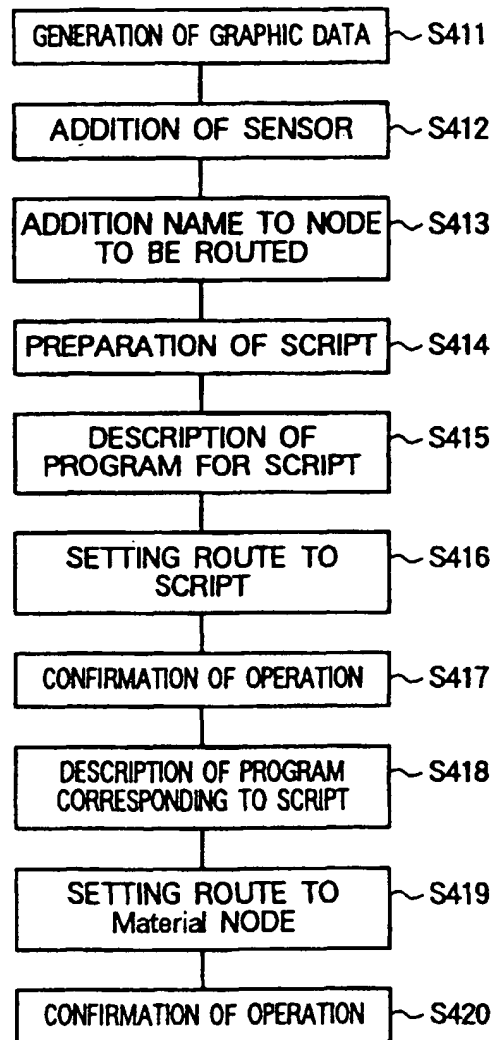 GENERATION OF GRAPHIC DATA S411
ADDITION OF SENSOR S412
ADDITION NAME TO NODE S413
TO BE ROUTED
PREPARATION OF SCRIPT S414
DESCRIPTION OF S415
PROGRAM FOR SCRIPT
SETTING ROUTE TO S416
SCRIPT
CONFIRMATION OF OPERATION S417
DESCRIPTION OF PROGRAM S418
CORRESPONDING TO SCRIPT
SETTING ROUTE TO S419
Material NODE
CONFIRMATION OF OPERATION S420